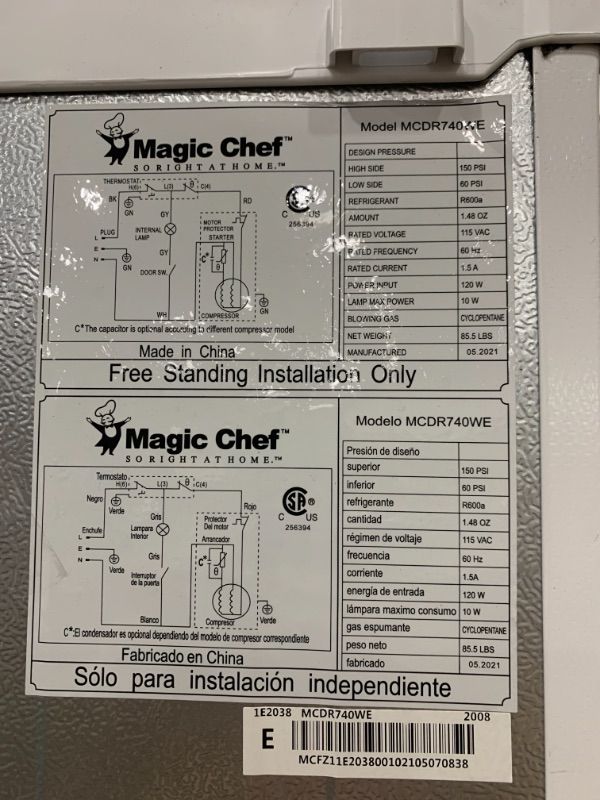 Magic Chef™
SO RIGHT AT HOME.™
THERMOSTAT
H(6) L(3) θ C(4)
BK
GN
GY
RD
PLUG
L
E
N
GN
INTERNAL
LAMP
GY
DOOR SW.
WH
MOTOR
PROTECTOR
STARTER
C*
θ
COMPRESSOR
GN
C US
256394
C*The capacitor is optional according to different compressor model
Made in China
Model MCDR740WE
DESIGN PRESSURE
HIGH SIDE 150 PSI
LOW SIDE 60 PSI
REFRIGERANT R600a
AMOUNT 1.48 OZ
RATED VOLTAGE 115 VAC
RATED FREQUENCY 60 Hz
RATED CURRENT 1.5 A
POWER INPUT 120 W
LAMP MAX POWER 10 W
BLOWING GAS CYCLOPENTANE
NET WEIGHT 85.5 LBS
MANUFACTURED 05.2021
Free Standing Installation Only
Magic Chef™
SO RIGHT AT HOME.™
Termostato
H(6) L(3) θ C(4)
Negro
Verde
Gris
Rojo
Enchufe
L
E
N
Verde
Lampara
Interior
Gris
Interruptor
de la puerta
Blanco
Protector
Del motor
Arrancador
C*
θ
Compresor
Verde
SA ®
C US
256394
C*:El condensador es opcional dependiendo del modelo de compresor correspondiente
Fabricado en China
Modelo MCDR740WE
Presión de diseño
superior 150 PSI
inferior 60 PSI
refrigerante R600a
cantidad 1.48 OZ
régimen de voltaje 115 VAC
frecuencia 60 Hz
corriente 1.5A
energía de entrada 120 W
lámpara maximo consumo 10 W
gas espumante CYCLOPENTANE
peso neto 85.5 LBS
fabricado 05.2021
Sólo para instalación independiente
1E2038 MCDR740WE 2008
E
MCFZ11E203800102105070838